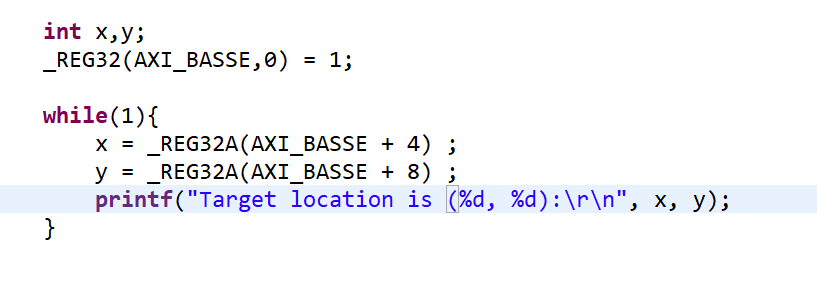 int x,y;
_REG32(AXI_BASSE,0) = 1;
while(1){
x = _REG32A(AXI_BASSE + 4) ;
y = _REG32A(AXI_BASSE + 8) ;
printf("Target location is (%d, %d):\r\n", x, y);
}